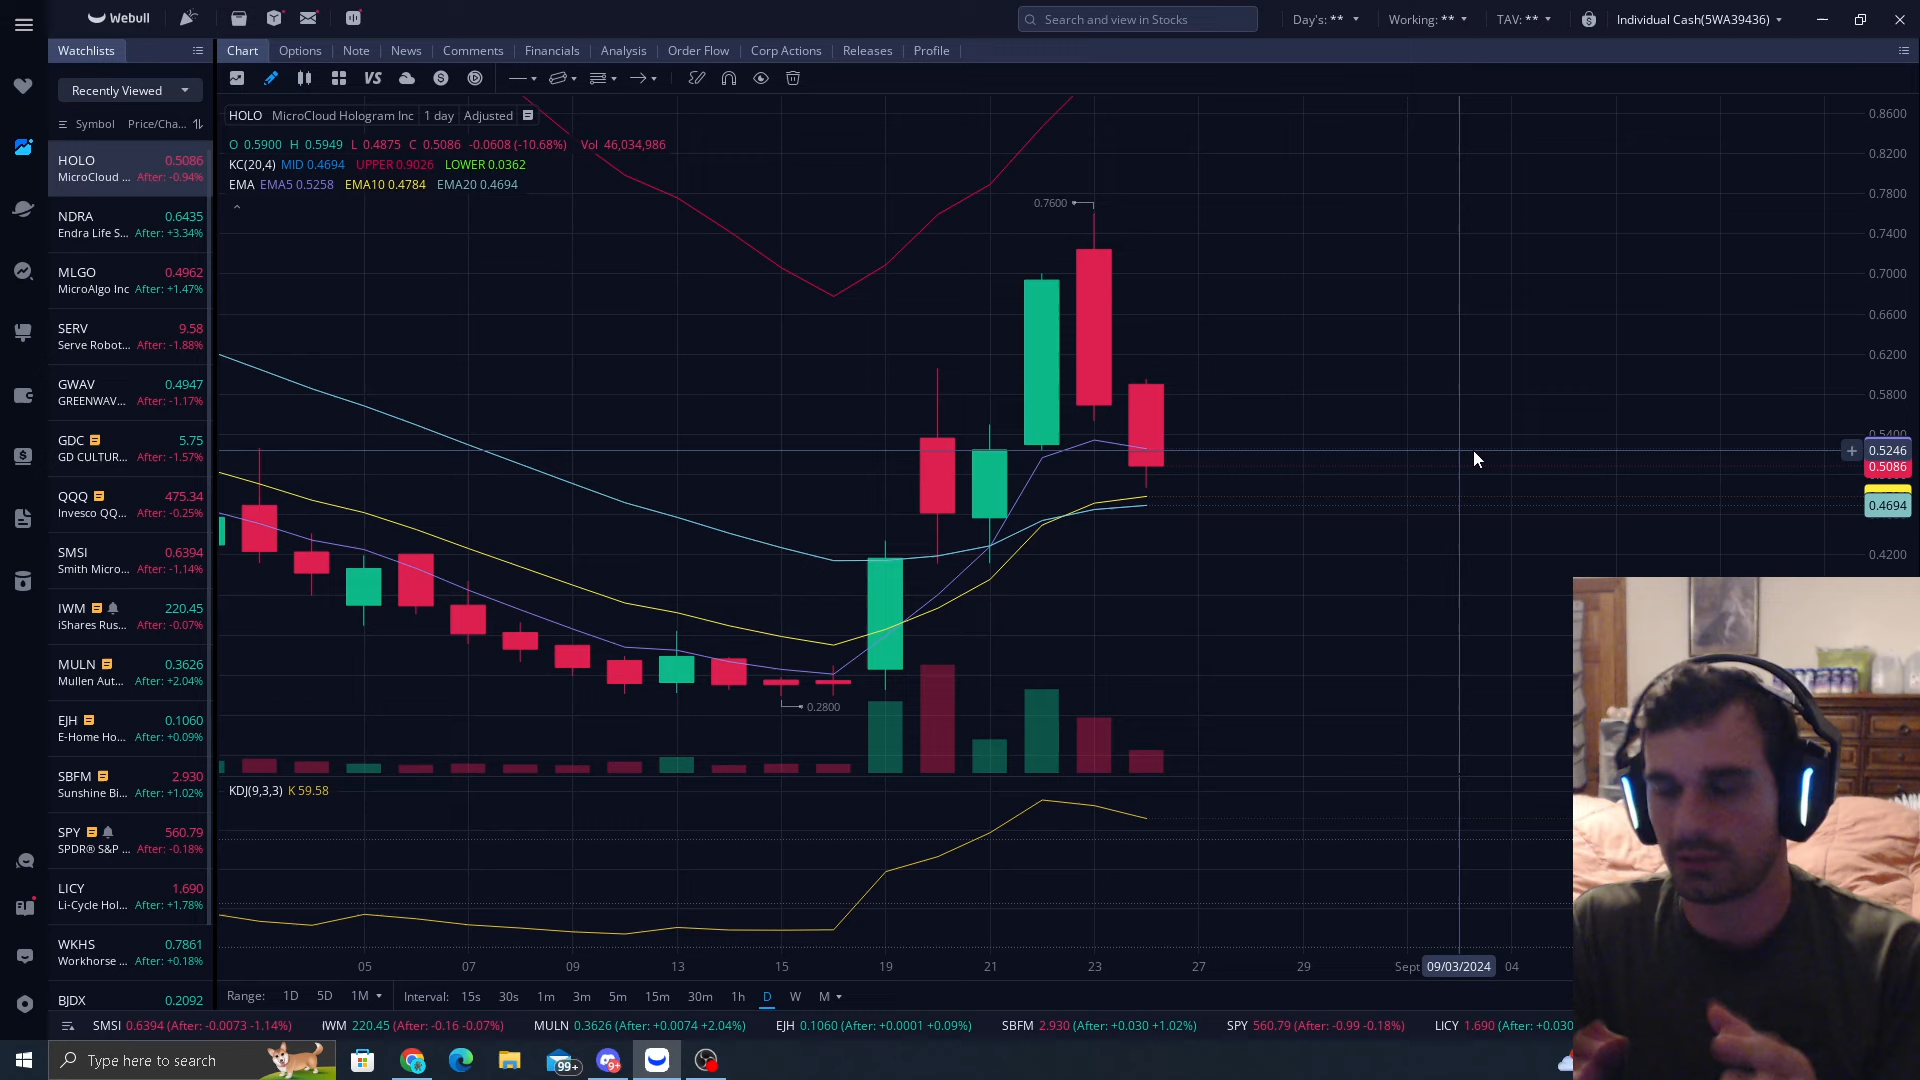 Webull
Search and view in Stocks
Day's: **
Working: **
TAV: **
Individual Cash(5WA39436)
Watchlists
Chart Options Note News Comments Financials Analysis Order Flow Corp Actions Releases Profile
Recently Viewed
VS
Symbol Price/Cha...
HOLO 0.5086
MicroCloud ... After: -0.94%
NDRA 0.6435
Endra Life S... After: +3.34%
MLGO 0.4962
MicroAlgo Inc After: +1.47%
SERV 9.58
Serve Robot... After: -1.88%
GWAV 0.4947
GREENWAV... After: -1.17%
GDC 5.75
GD CULTUR... After: -1.57%
QQQ 475.34
Invesco QQ... After: -0.25%
SMSI 0.6394
Smith Micro... After: -1.14%
IWM 220.45
iShares Rus... After: -0.07%
MULN 0.3626
Mullen Aut... After: +2.04%
EJH 0.1060
E-Home Ho... After: +0.09%
SBFM 2.930
Sunshine Bi... After: +1.02%
SPY 560.79
SPDR® S&P ... After: -0.18%
LICY 1.690
Li-Cycle Hol... After: +1.78%
WKHS 0.7861
Workhorse ... After: +0.18%
BJDX 0.2092
HOLO MicroCloud Hologram Inc 1 day Adjusted
O 0.5900 H 0.5949 L 0.4875 C 0.5086 -0.0608 (-10.68%) Vol 46,034,986
KC(20,4) MID 0.4694 UPPER 0.9026 LOWER 0.0362
EMA EMA5 0.5258 EMA10 0.4784 EMA20 0.4694
0.7600
0.2800
0.8600
0.8200
0.7800
0.7400
0.7000
0.6600
0.6200
0.5800
0.5400
0.5246
0.5086
0.4694
0.4200
KDJ(9,3,3) K 59.58
05 07 09 13 15 19 21 23 27 29 Sept 09/03/2024 04
Range: 1D 5D 1M Interval: 15s 30s 1m 3m 5m 15m 30m 1h D W M
SMSI 0.6394 (After: -0.0073 -1.14%) IWM 220.45 (After: -0.16 -0.07%) MULN 0.3626 (After: +0.0074 +2.04%) EJH 0.1060 (After: +0.0001 +0.09%) SBFM 2.930 (After: +0.030 +1.02%) SPY 560.79 (After: -0.99 -0.18%) LICY 1.690 (After: +0.030
Type here to search
99+
9+